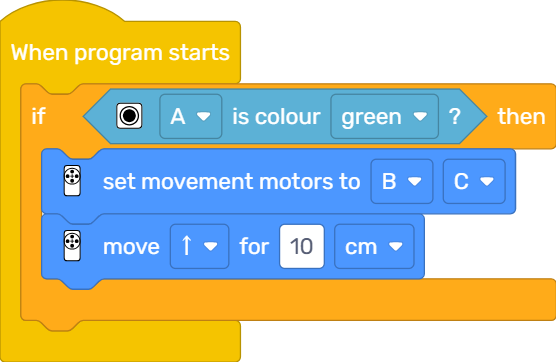 When program starts
if A is colour green ? then
set movement motors to B C
move ↑ for 10 cm